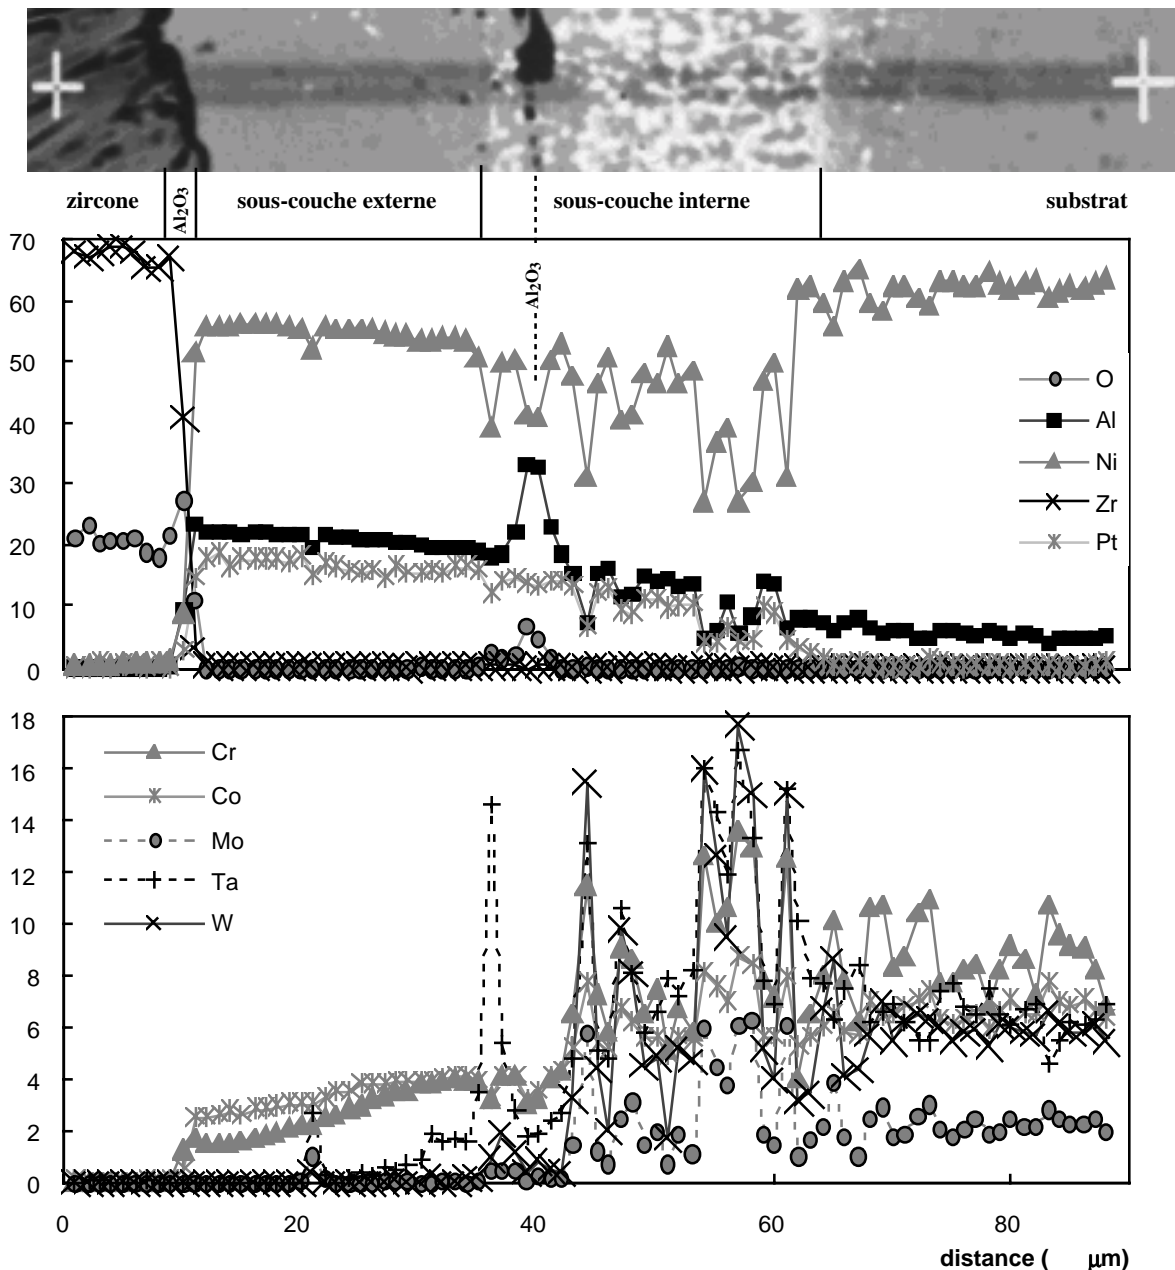 zircone
Al₂O₃
sous-couche externe
sous-couche interne
substrat
70
60
50
40
30
20
10
0
Al₂O₃
O
Al
Ni
Zr
Pt
18
16
14
12
10
8
6
4
2
0
Cr
Co
Mo
Ta
W
0 20 40 60 80
distance ( µm)